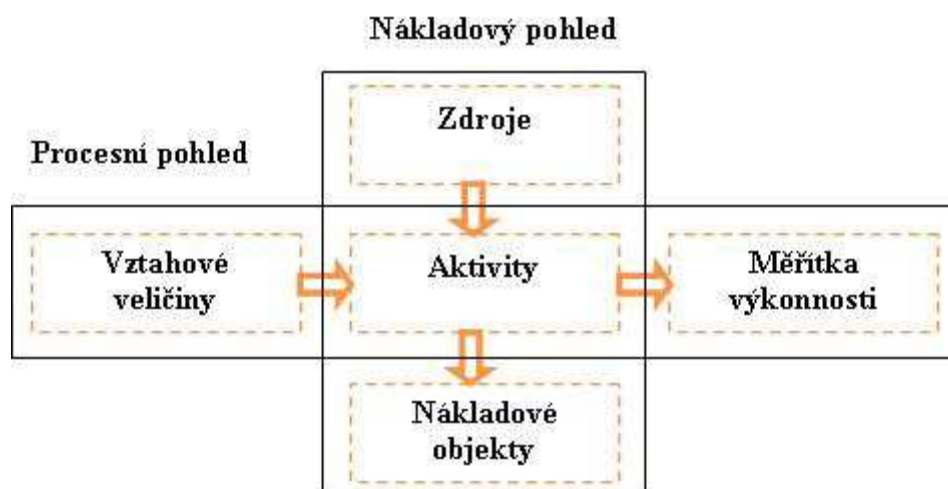 Nákladový pohled
Zdroje
Procesní pohled
Vztahové
veličiny
Aktivity
Měřítka
výkonnosti
Nákladové
objekty